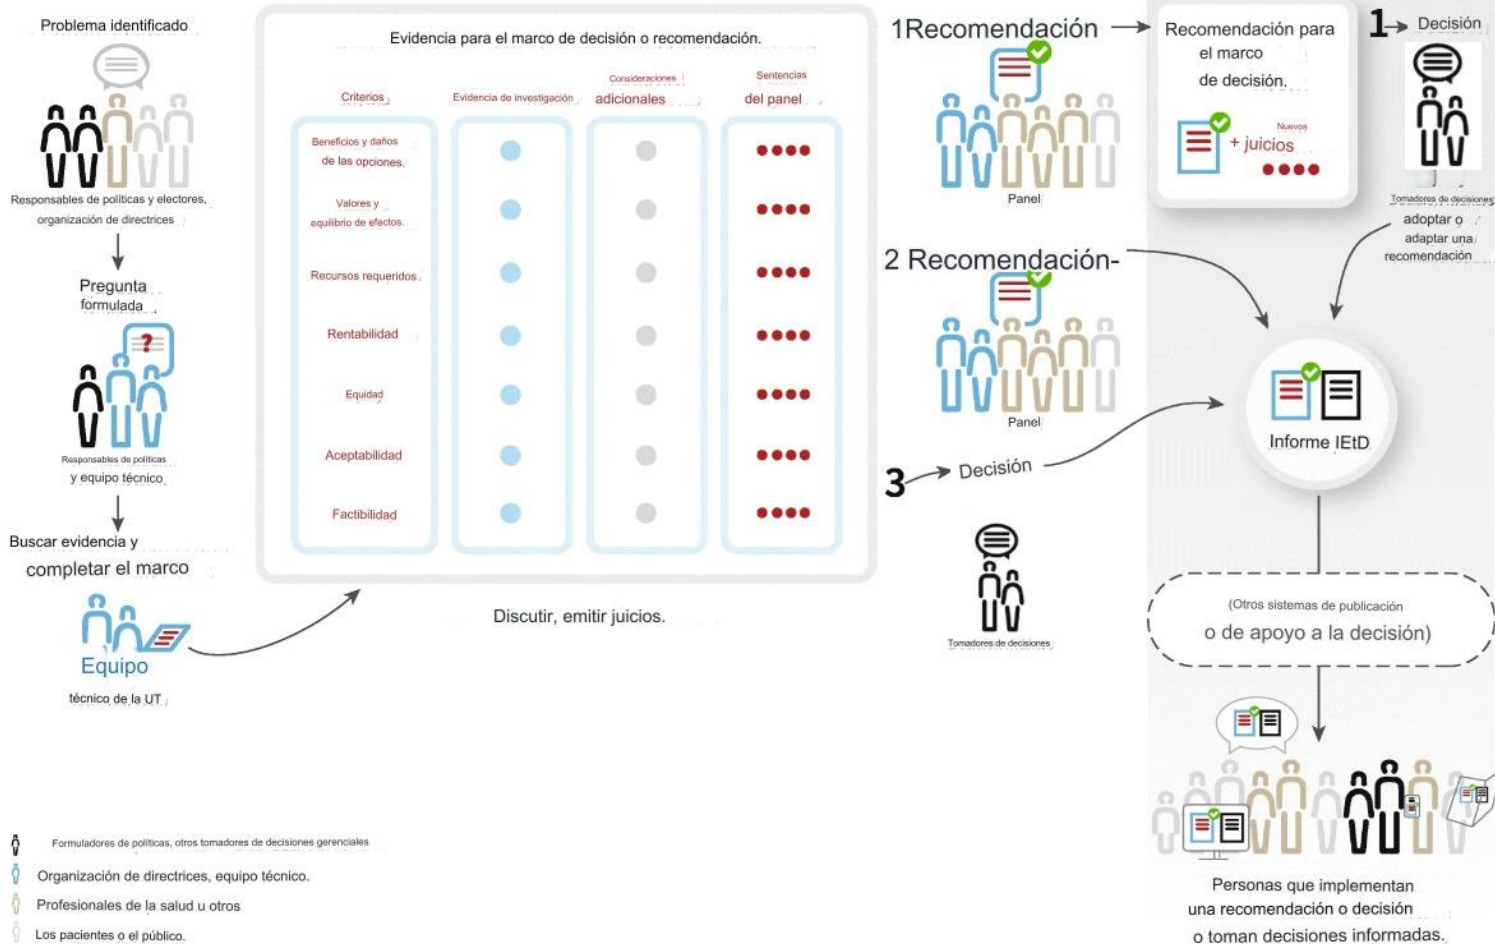 Problema identificado
Responsables de políticas y electores,
organización de directrices
Pregunta
formulada
?
Responsables de políticas
y equipo técnico
Buscar evidencia y
completar el marco
Equipo
técnico de la UT
Evidencia para el marco de decisión o recomendación.
Criterios
Evidencia de investigación
Consideraciones
adicionales
Sentencias
del panel
Beneficios y daños
de las opciones.
Valores y
equilibrio de efectos.
Recursos requeridos.
Rentabilidad
Equidad
Aceptabilidad
Factibilidad
Discutir, emitir juicios.
1Recomendación
Panel
Recomendación para
el marco
de decisión.
Nuevos
+ juicios
1
Decisión
Tomadores de decisiones
adoptar o
adaptar una
recomendación
2 Recomendación-
Panel
3
Decisión
Tomadores de decisiones
Informe IEtD
(Otros sistemas de publicación
o de apoyo a la decisión)
Personas que implementan
una recomendación o decisión
o toman decisiones informadas.
Formuladores de políticas, otros tomadores de decisiones gerenciales
Organización de directrices, equipo técnico.
Profesionales de la salud u otros
Los pacientes o el público.